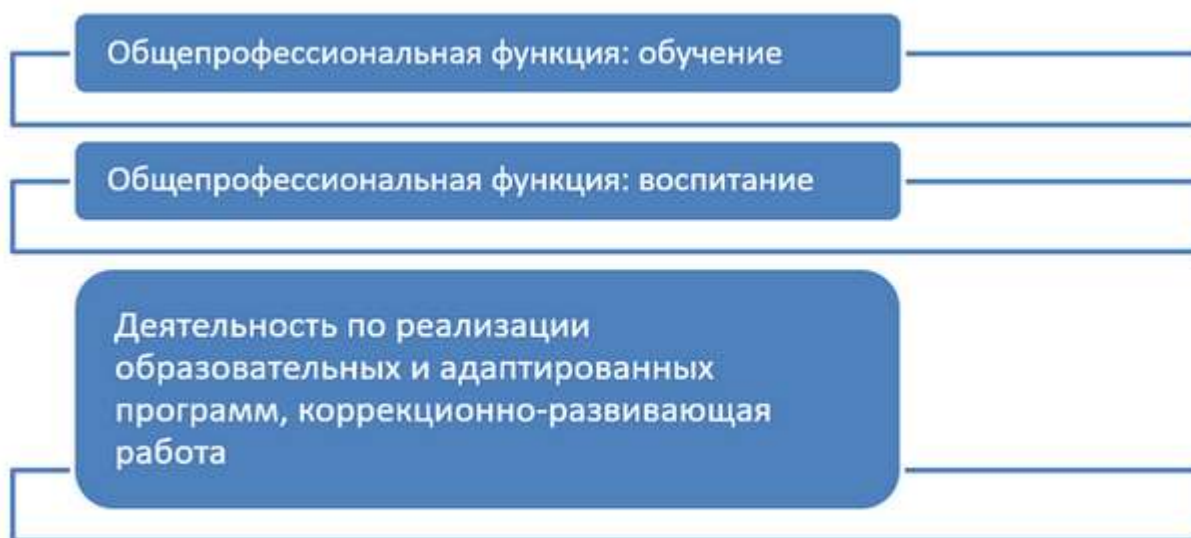 Общепрофессиональная функция: обучение
Общепрофессиональная функция: воспитание
Деятельность по реализации
образовательных и адаптированных
программ, коррекционно-развивающая
работа